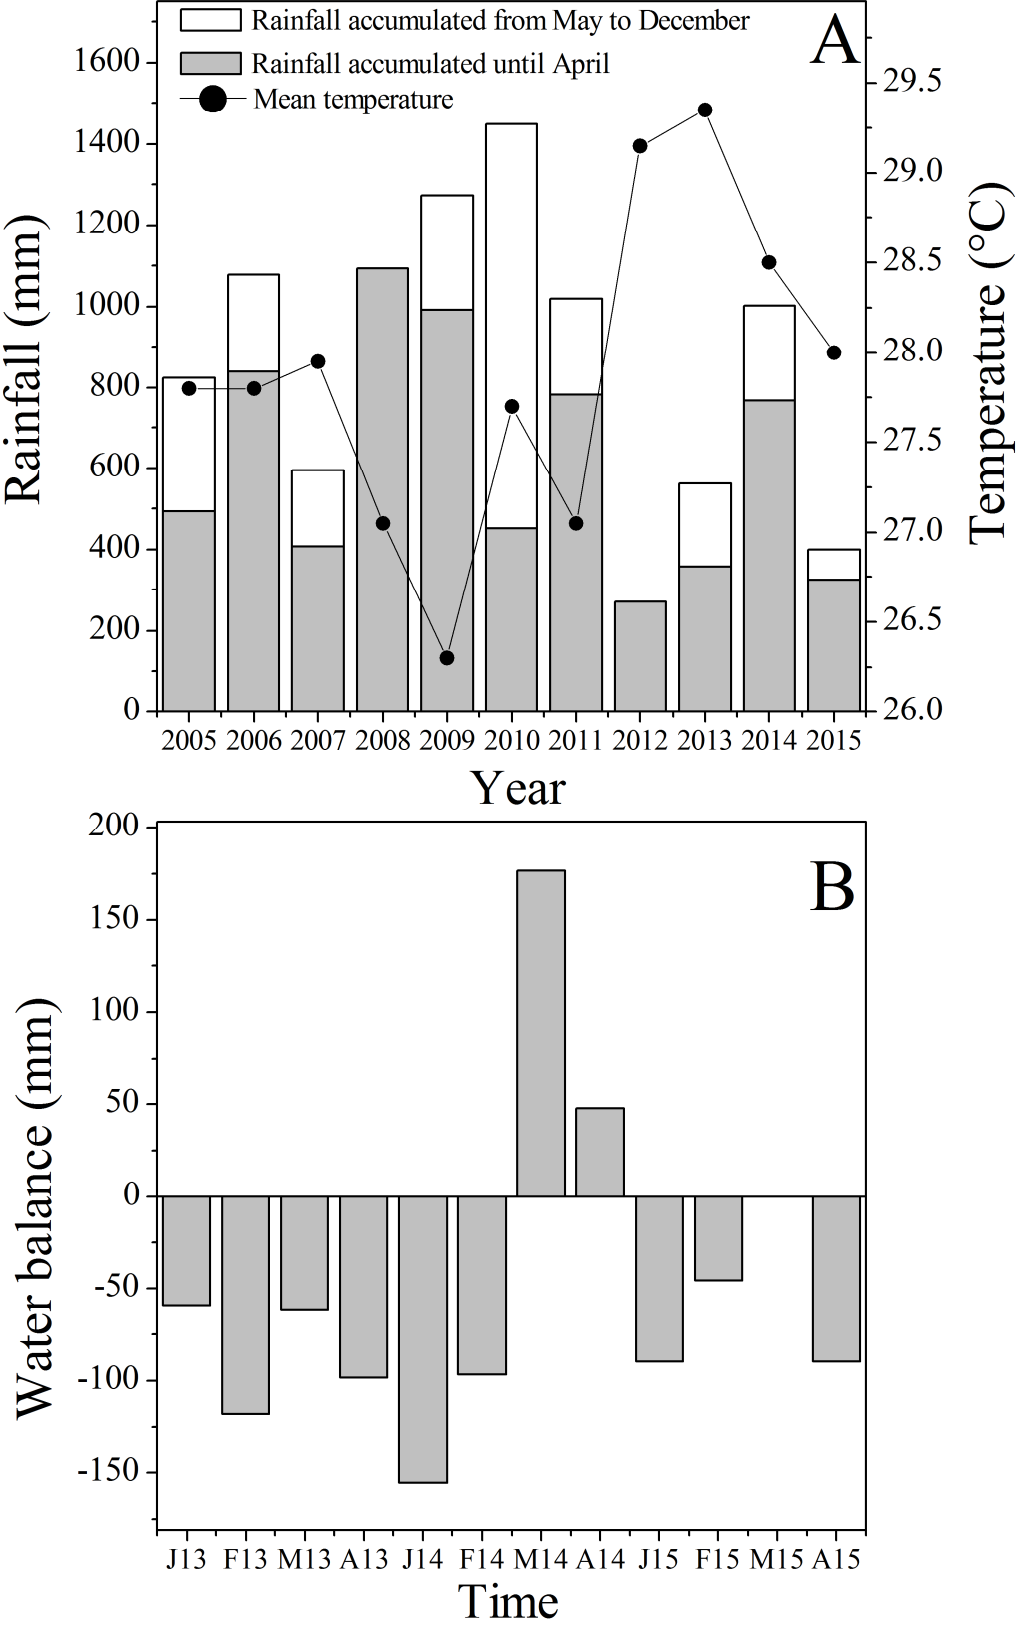 A
Rainfall accumulated from May to December
Rainfall accumulated until April
Mean temperature
Rainfall (mm)
1600
1400
1200
1000
800
600
400
200
0
Temperature (°C)
29.5
29.0
28.5
28.0
27.5
27.0
26.5
26.0
2005 2006 2007 2008 2009 2010 2011 2012 2013 2014 2015
Year
B
Water balance (mm)
200
150
100
50
0
-50
-100
-150
J13 F13 M13 A13 J14 F14 M14 A14 J15 F15 M15 A15
Time